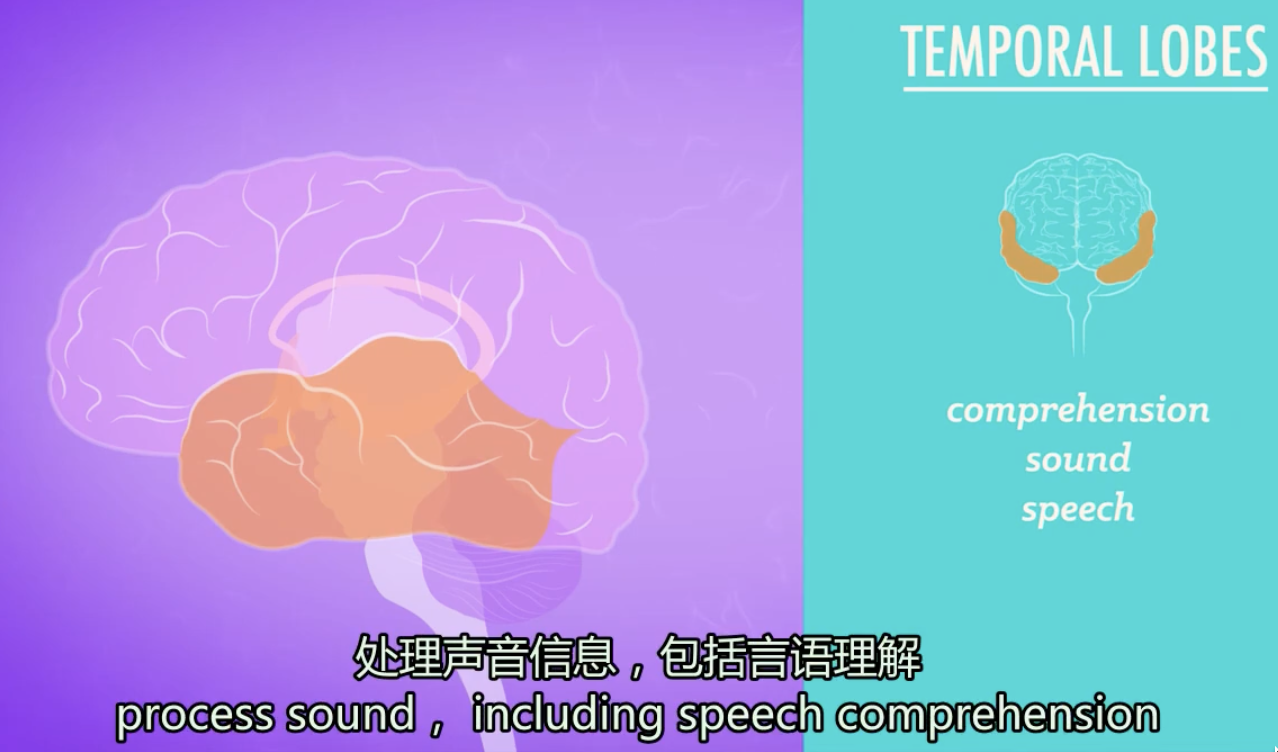 TEMPORAL LOBES
comprehension
sound
speech
处理声音信息，包括言语理解
process sound， including speech comprehension